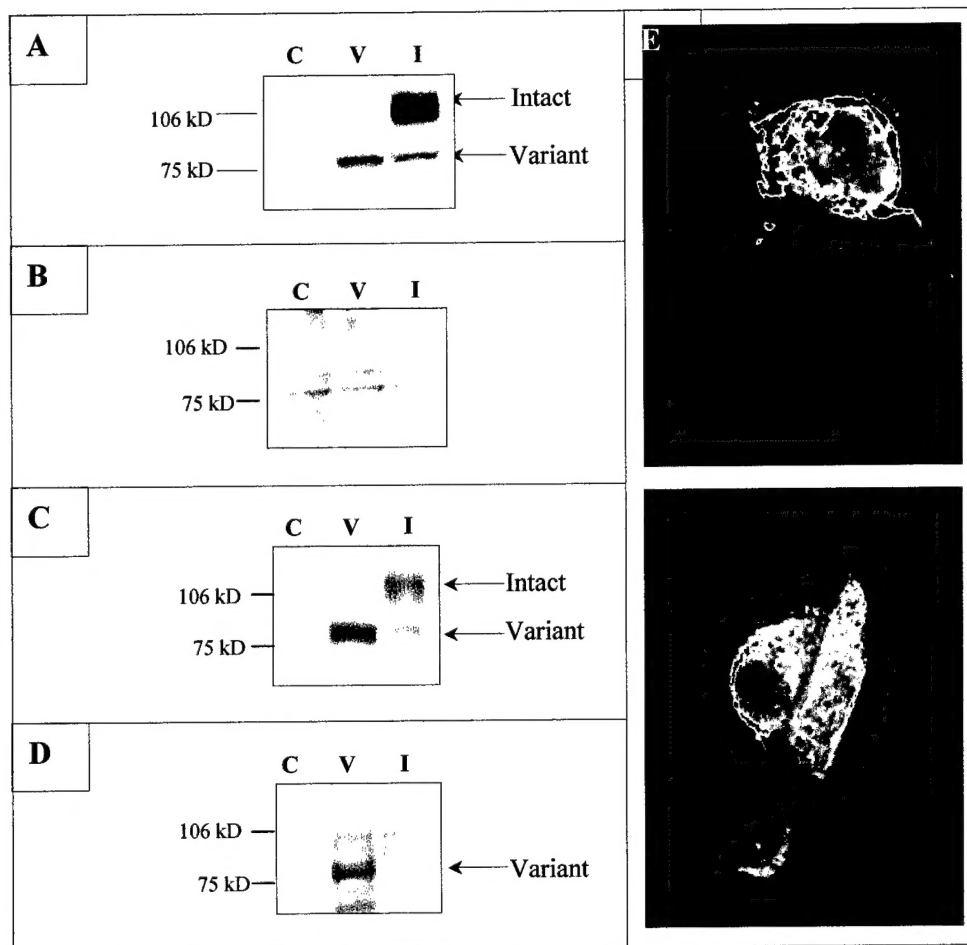 A
C V I
106 kD
Intact
75 kD
Variant
B
C V I
106 kD
75 kD
C
C V I
106 kD
Intact
75 kD
Variant
D
C V I
106 kD
75 kD
Variant
E